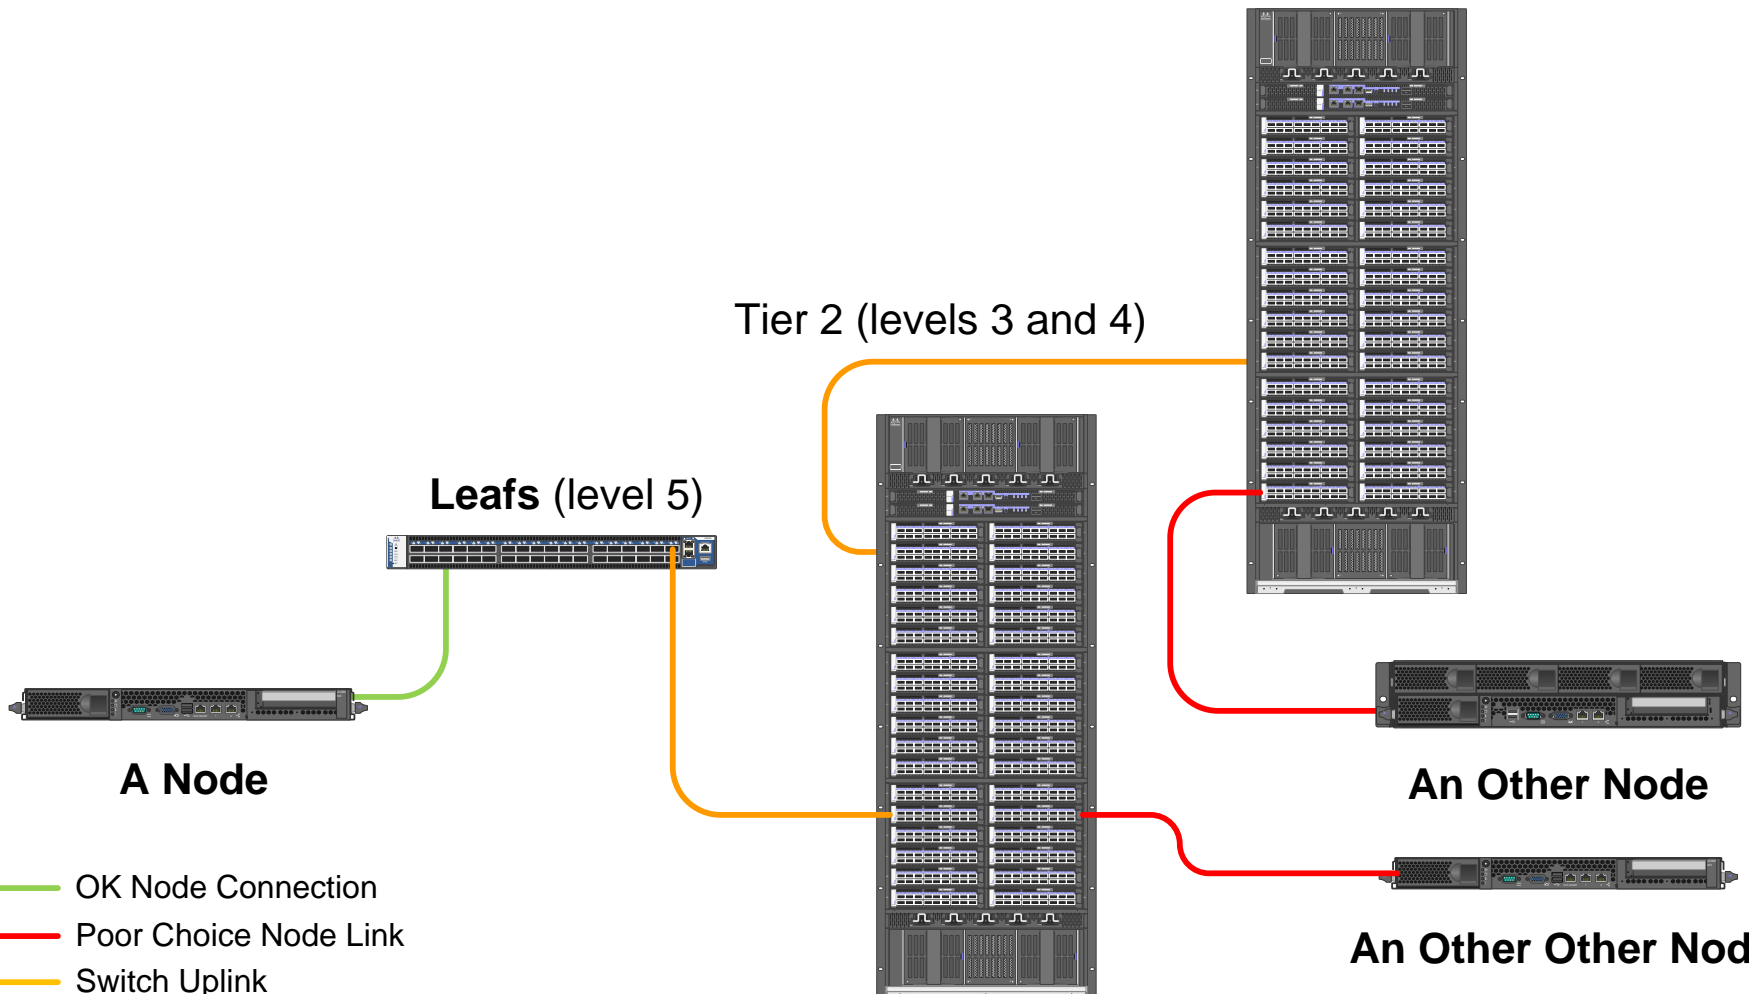 Tier 2 (levels 3 and 4)
Leafs (level 5)
A Node
An Other Node
An Other Other Nod
OK Node Connection
Poor Choice Node Link
Switch Uplink